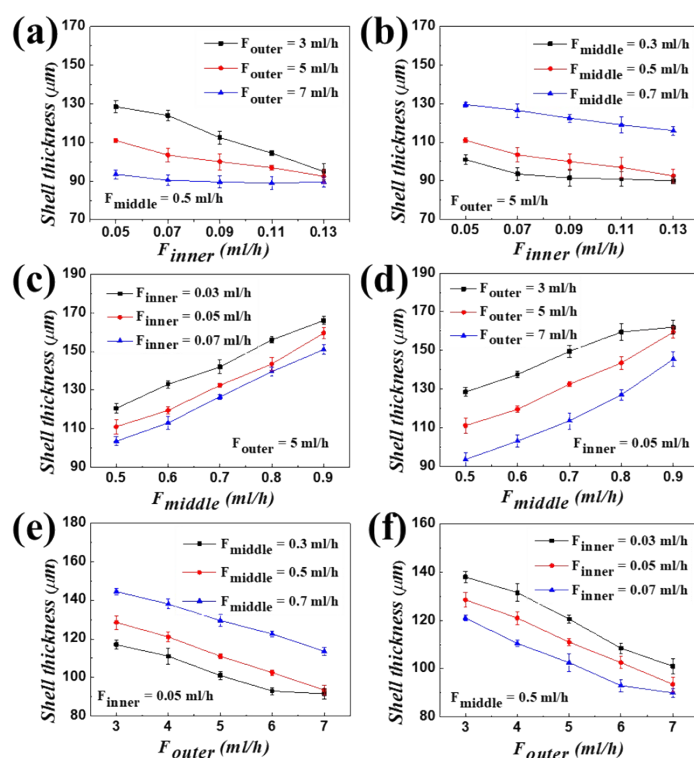 (a)
Shell thickness (μm)
170
150
130
110
90
70
F_outer = 3 ml/h
F_outer = 5 ml/h
F_outer = 7 ml/h
F_middle = 0.5 ml/h
0.05 0.07 0.09 0.11 0.13
F_inner (ml/h)
(b)
Shell thickness (μm)
170
150
130
110
90
70
F_middle = 0.3 ml/h
F_middle = 0.5 ml/h
F_middle = 0.7 ml/h
F_outer = 5 ml/h
0.05 0.07 0.09 0.11 0.13
F_inner (ml/h)
(c)
Shell thickness (μm)
190
170
150
130
110
90
F_inner = 0.03 ml/h
F_inner = 0.05 ml/h
F_inner = 0.07 ml/h
F_outer = 5 ml/h
0.5 0.6 0.7 0.8 0.9
F_middle (ml/h)
(d)
Shell thickness (μm)
190
170
150
130
110
90
F_outer = 3 ml/h
F_outer = 5 ml/h
F_outer = 7 ml/h
F_inner = 0.05 ml/h
0.5 0.6 0.7 0.8 0.9
F_middle (ml/h)
(e)
Shell thickness (μm)
180
160
140
120
100
80
F_middle = 0.3 ml/h
F_middle = 0.5 ml/h
F_middle = 0.7 ml/h
F_inner = 0.05 ml/h
3 4 5 6 7
F_outer (ml/h)
(f)
Shell thickness (μm)
160
140
120
100
80
F_inner = 0.03 ml/h
F_inner = 0.05 ml/h
F_inner = 0.07 ml/h
F_middle = 0.5 ml/h
3 4 5 6 7
F_outer (ml/h)